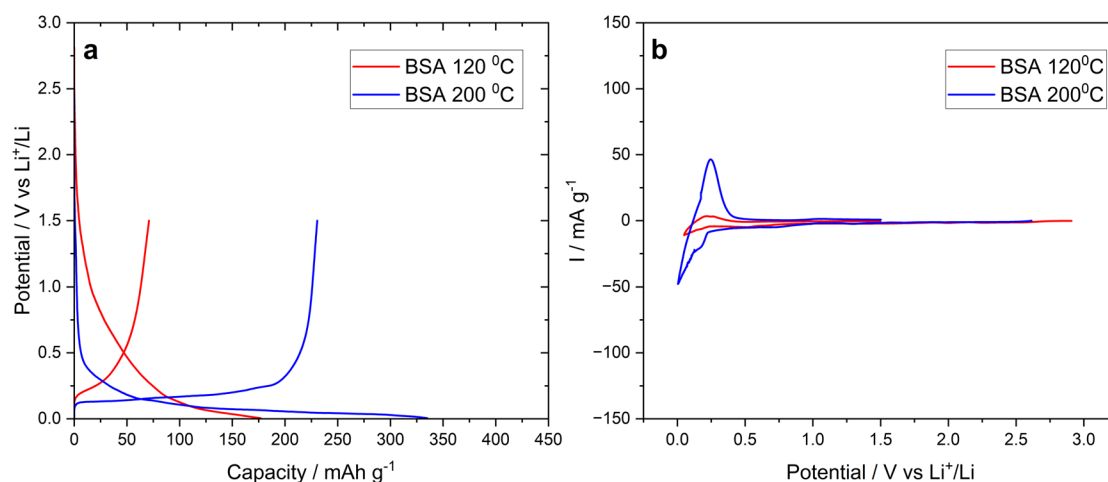 a
BSA 120 ⁰C
BSA 200 ⁰C
3.0
2.5
2.0
1.5
1.0
0.5
0.0
Potential / V vs Li⁺/Li
0 50 100 150 200 250 300 350 400 450
Capacity / mAh g⁻¹
b
BSA 120⁰C
BSA 200⁰C
150
100
50
0
−50
−100
−150
I / mA g⁻¹
0.0 0.5 1.0 1.5 2.0 2.5 3.0
Potential / V vs Li⁺/Li